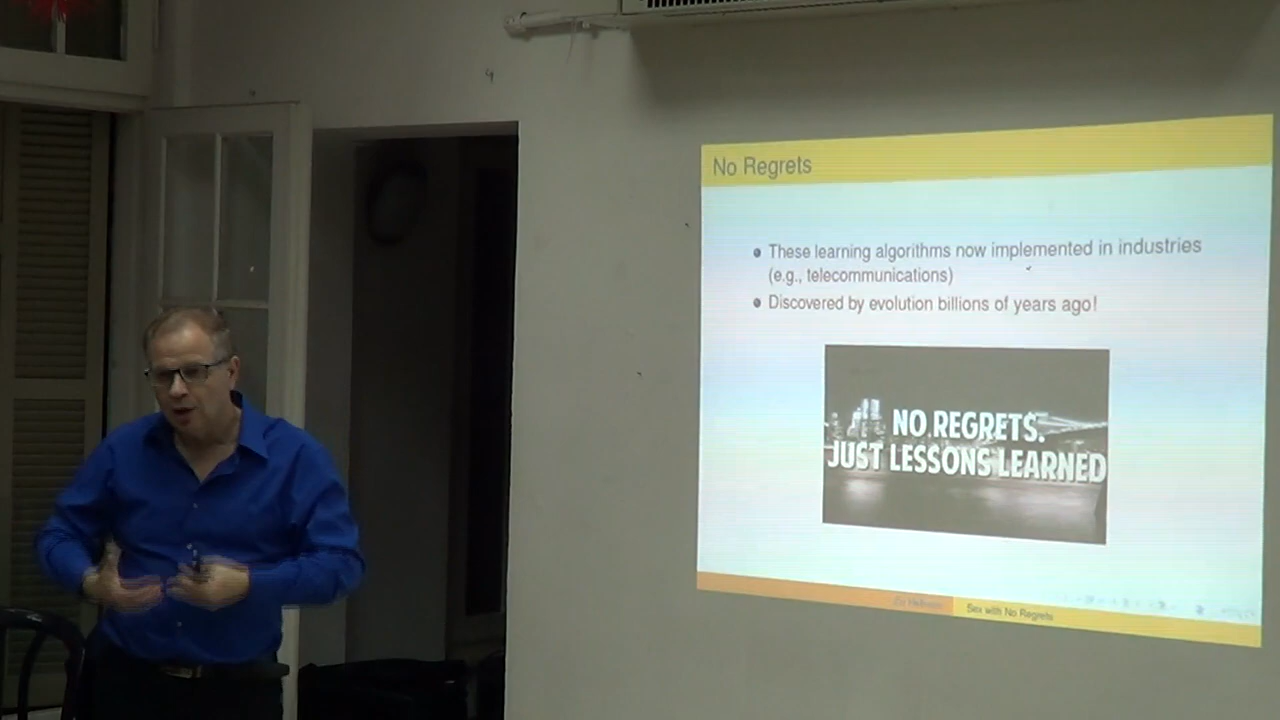 No Regrets
These learning algorithms now implemented in industries
(e.g., telecommunications)
Discovered by evolution billions of years ago!
NO REGRETS.
JUST LESSONS LEARNED
Sex with No Regrets